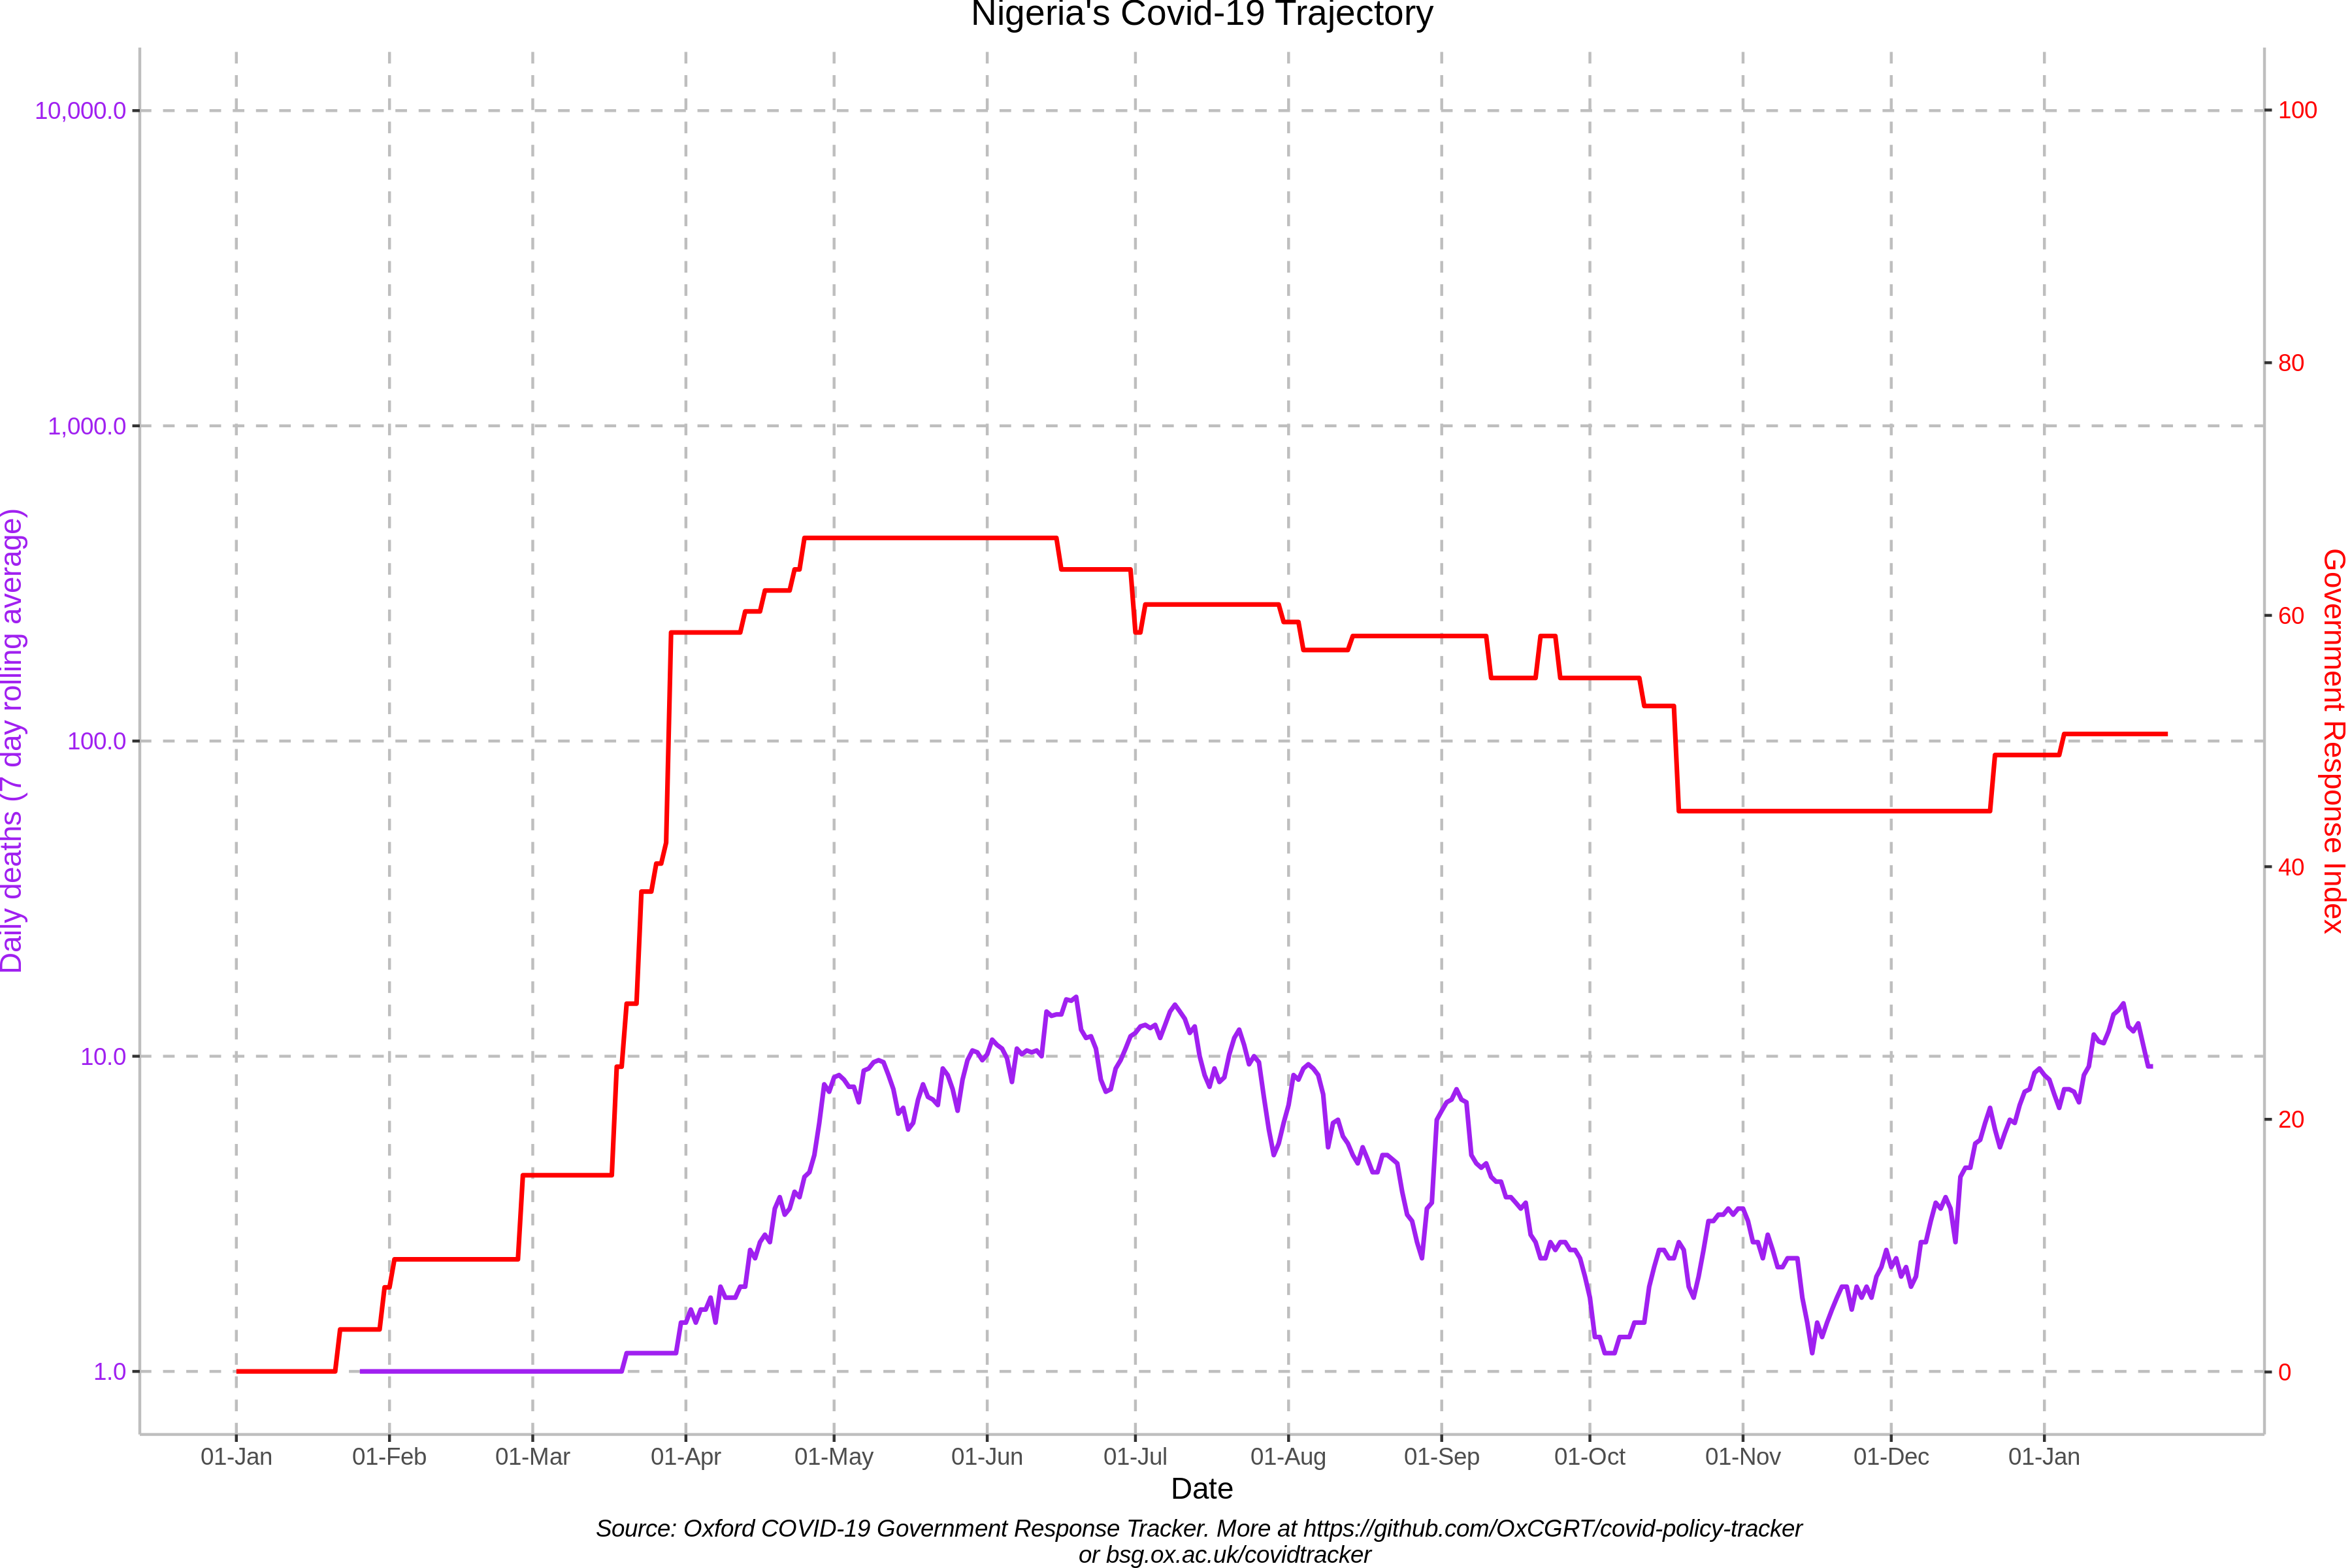 Nigeria's Covid-19 Trajectory
10,000.0
1,000.0
100.0
10.0
1.0
Daily deaths (7 day rolling average)
100
80
60
40
20
0
Government Response Index
01-Jan 01-Feb 01-Mar 01-Apr 01-May 01-Jun 01-Jul 01-Aug 01-Sep 01-Oct 01-Nov 01-Dec 01-Jan
Date
Source: Oxford COVID-19 Government Response Tracker. More at https://github.com/OxCGRT/covid-policy-tracker
or bsg.ox.ac.uk/covidtracker